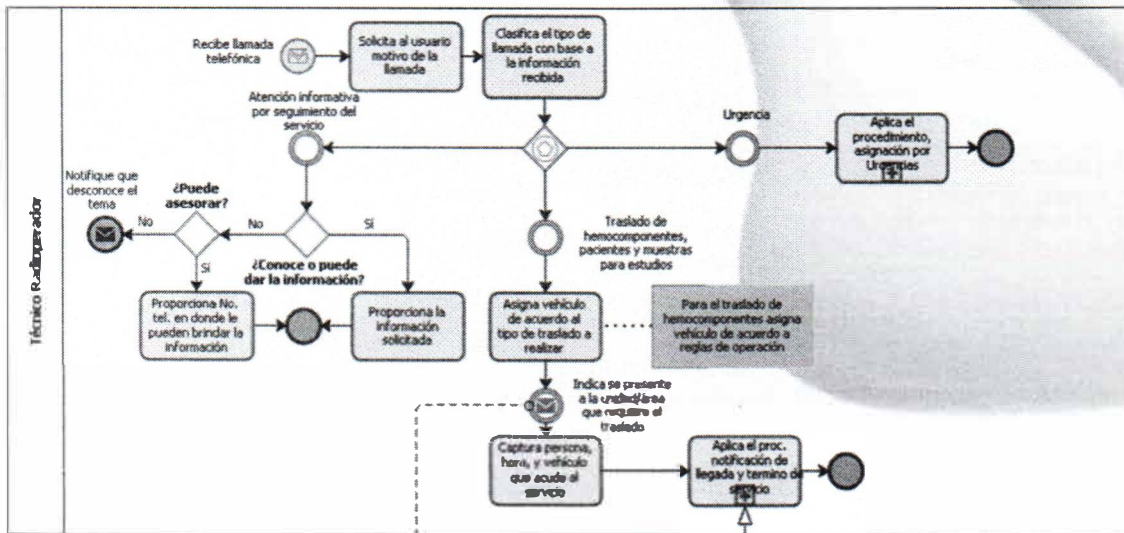 Técnico Radioperador
Recibe llamada
telefónica
Solicita al usuario
motivo de la
llamada
Clasifica el tipo de
llamada con base a
la información
recibida
Atención informativa
por seguimiento del
servicio
Urgencia
Aplica el
procedimiento,
asignación por
Urgencias
Notifique que
desconoce el
tema
¿Puede
asesorar?
No
No
Sí
Sí
¿Conoce o puede
dar la información?
Traslado de
hemocomponentes,
pacientes y muestras
para estudios
Proporciona No.
tel. en donde le
pueden brindar la
información
Proporciona la
información
solicitada
Asigna vehículo
de acuerdo al
tipo de traslado a
realizar
Para el traslado de
hemocomponentes asigna
vehículo de acuerdo a
reglas de operación
Indica se presente
a la unidad/área
que requiere el
traslado
Captura persona,
hora, y vehículo
que acude al
servicio
Aplica el proc.
notificación de
llegada y termino de
servicio